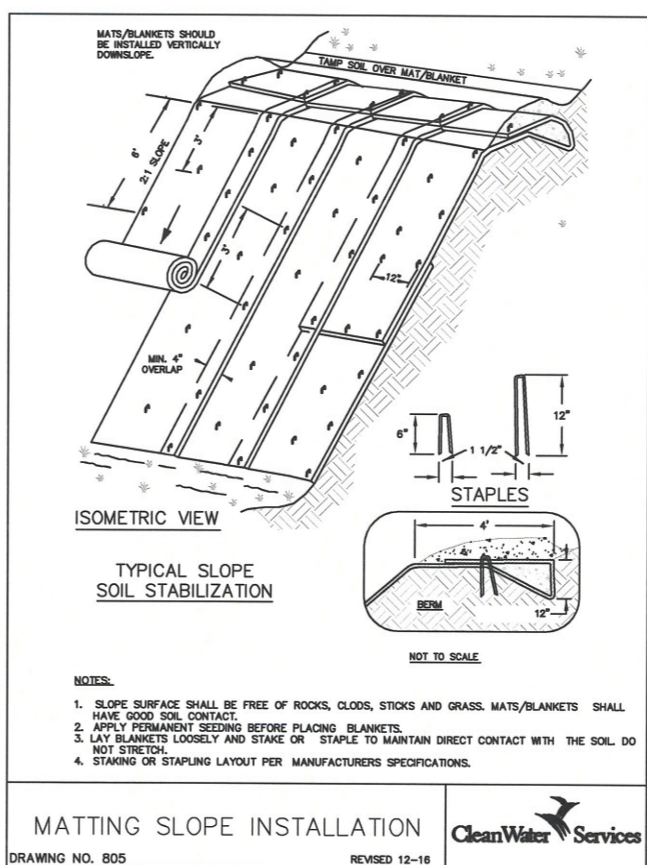 MATS/BLANKETS SHOULD
BE INSTALLED VERTICALLY
DOWNSLOPE.
TAMP SOIL OVER MAT/BLANKET
6'
2:1 SLOPE
3'
3'
12"
MIN. 4"
OVERLAP
6"
12"
1 1/2"
STAPLES
ISOMETRIC VIEW
TYPICAL SLOPE
SOIL STABILIZATION
4'
BERM
12"
NOT TO SCALE
NOTES:
1. SLOPE SURFACE SHALL BE FREE OF ROCKS, CLODS, STICKS AND GRASS. MATS/BLANKETS SHALL
HAVE GOOD SOIL CONTACT.
2. APPLY PERMANENT SEEDING BEFORE PLACING BLANKETS.
3. LAY BLANKETS LOOSELY AND STAKE OR STAPLE TO MAINTAIN DIRECT CONTACT WITH THE SOIL. DO
NOT STRETCH.
4. STAKING OR STAPLING LAYOUT PER MANUFACTURERS SPECIFICATIONS.
MATTING SLOPE INSTALLATION
DRAWING NO. 805
REVISED 12-16
CleanWater Services